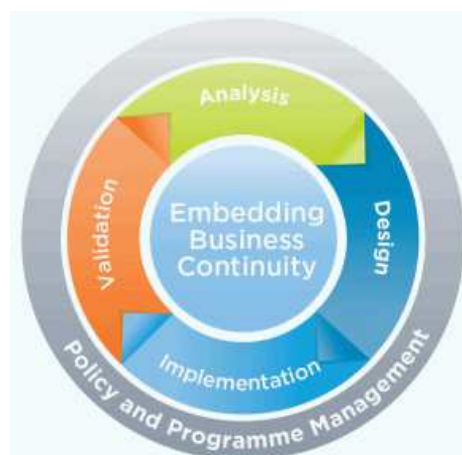 Analysis
Design
Implementation
Validation
Embedding
Business
Continuity
Policy and Programme Management